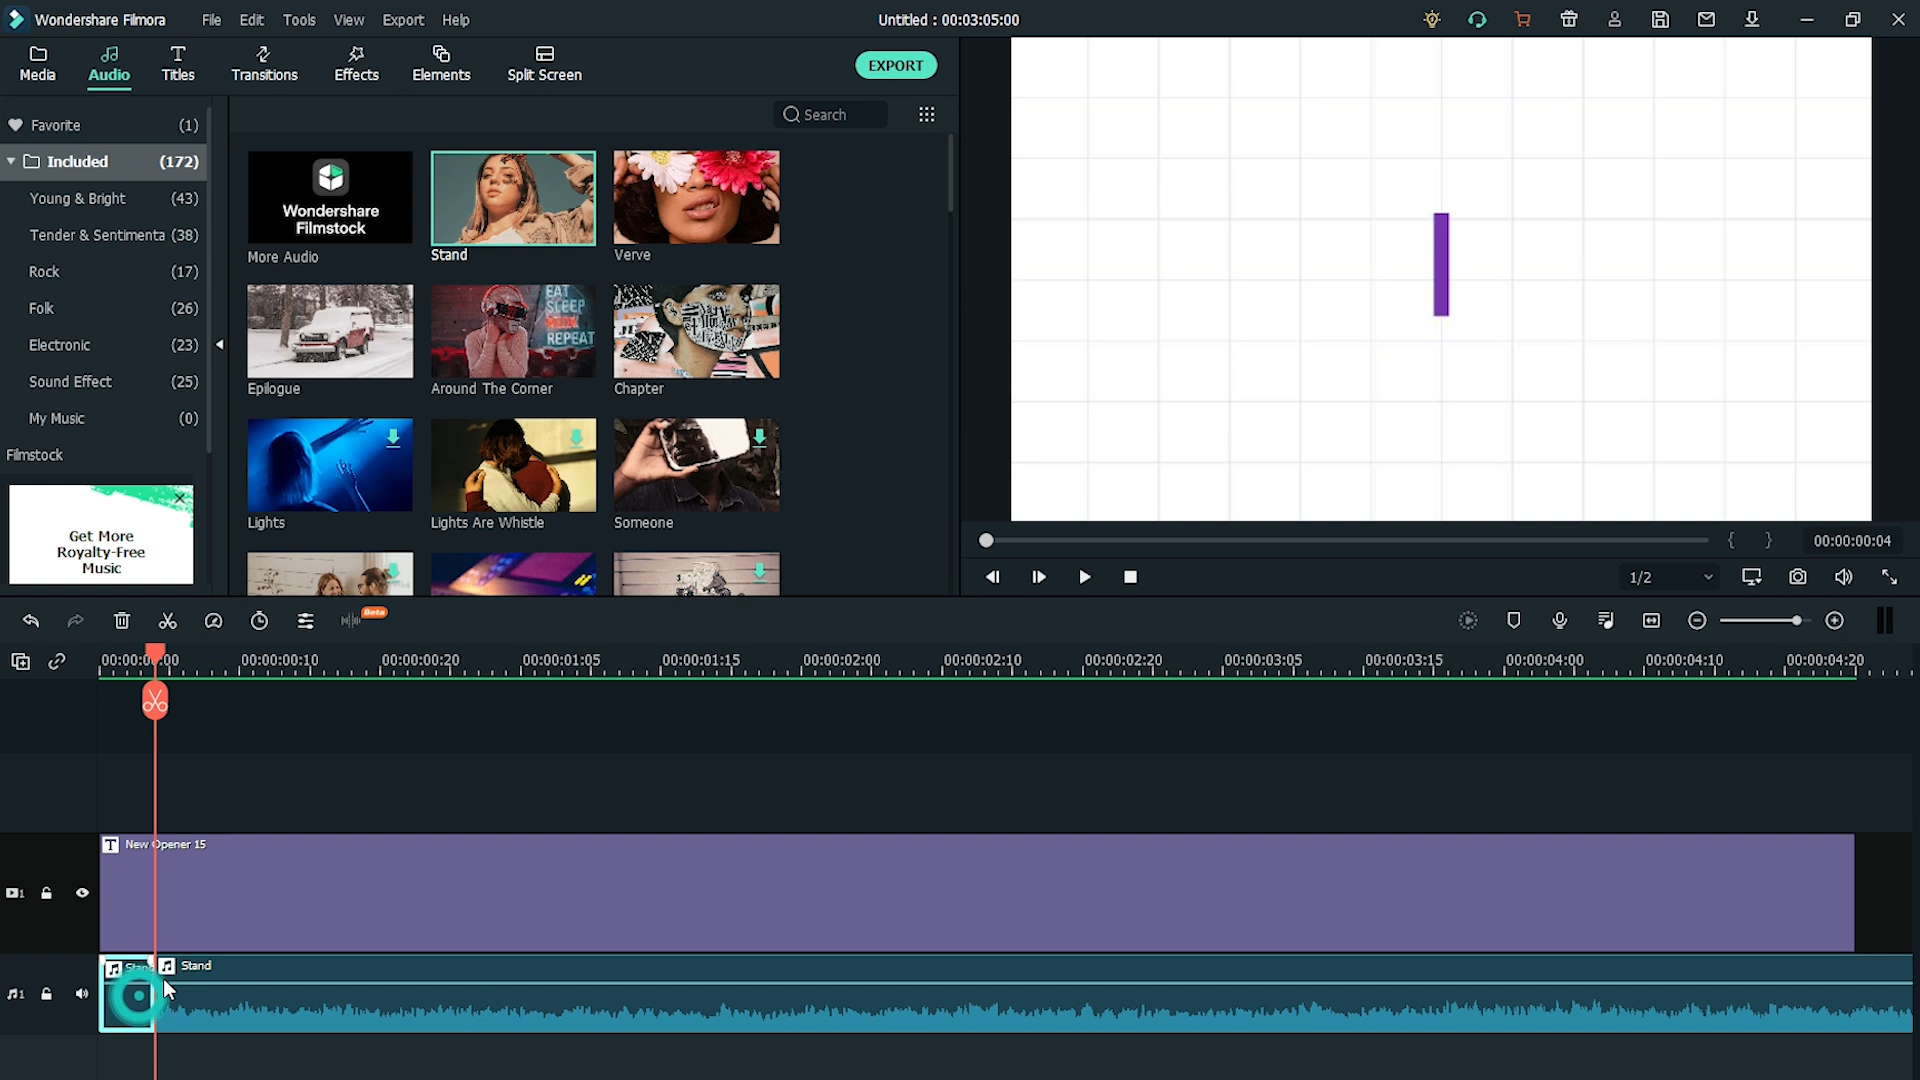 Wondershare Filmora File Edit Tools View Export Help Untitled : 00:03:05:00
Media Audio Titles Transitions Effects Elements Split Screen EXPORT
Favorite (1)
Search
Included (172)
Young & Bright (43)
Tender & Sentimenta (38)
Rock (17)
Folk (26)
Electronic (23)
Sound Effect (25)
My Music (0)
Filmstock
Get More
Royalty-Free
Music
Wondershare
Filmstock
More Audio Stand Verve
EAT
SLEEP
REPEAT
Epilogue Around The Corner Chapter
Lights Lights Are Whistle Someone
{ } 00:00:00:04
1/2
Beta
00:00:00:00 00:00:00:10 00:00:00:20 00:00:01:05 00:00:01:15 00:00:02:00 00:00:02:10 00:00:02:20 00:00:03:05 00:00:03:15 00:00:04:00 00:00:04:10 00:00:04:20
T New Opener 15
1
Stand Stand
1